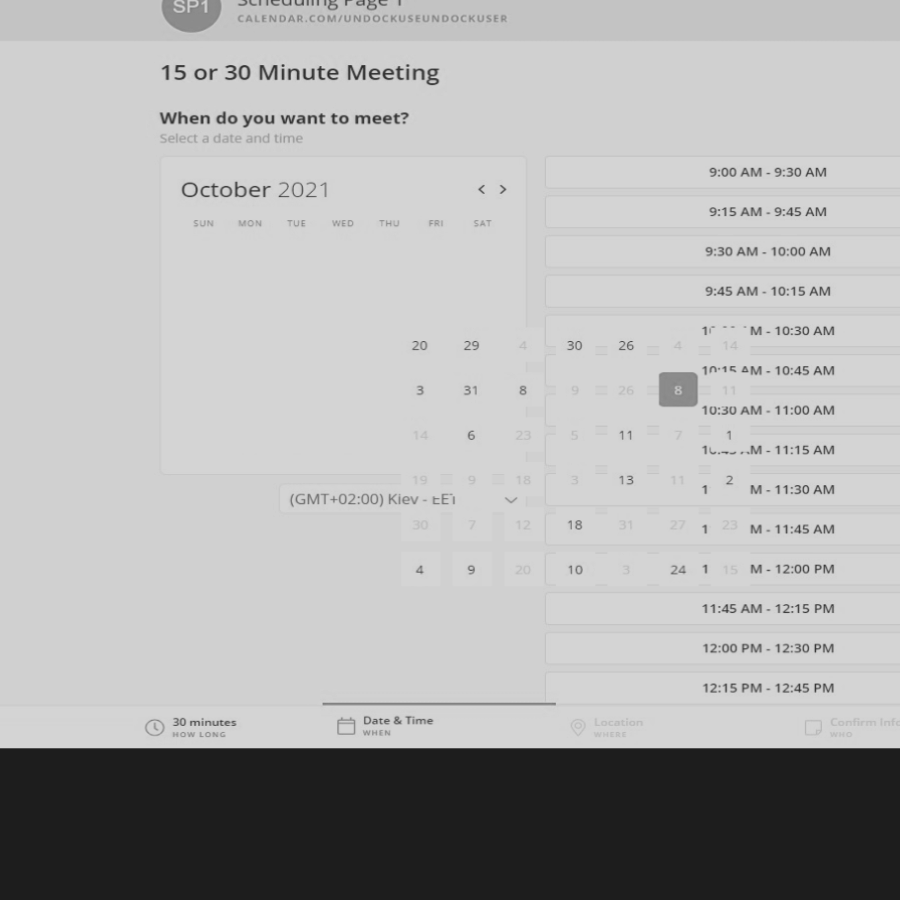 SP1
Scheduling Page 1
CALENDAR.COM/UNDOCKUSEUNDOCKUSER
15 or 30 Minute Meeting
When do you want to meet?
Select a date and time
October 2021 < >
SUN MON TUE WED THU FRI SAT
20 29 4 30 26 4 14
3 31 8 9 26 8 11
14 6 23 5 11 7 1
19 9 18 3 13 11 2
30 7 12 18 31 27 23
4 9 20 10 3 24 15
(GMT+02:00) Kiev - EET
9:00 AM - 9:30 AM
9:15 AM - 9:45 AM
9:30 AM - 10:00 AM
9:45 AM - 10:15 AM
M - 10:30 AM
10:15 AM - 10:45 AM
10:30 AM - 11:00 AM
M - 11:15 AM
M - 11:30 AM
M - 11:45 AM
M - 12:00 PM
11:45 AM - 12:15 PM
12:00 PM - 12:30 PM
12:15 PM - 12:45 PM
30 minutes
HOW LONG
Date & Time
WHEN
Location
WHERE
Confirm Info
WHO